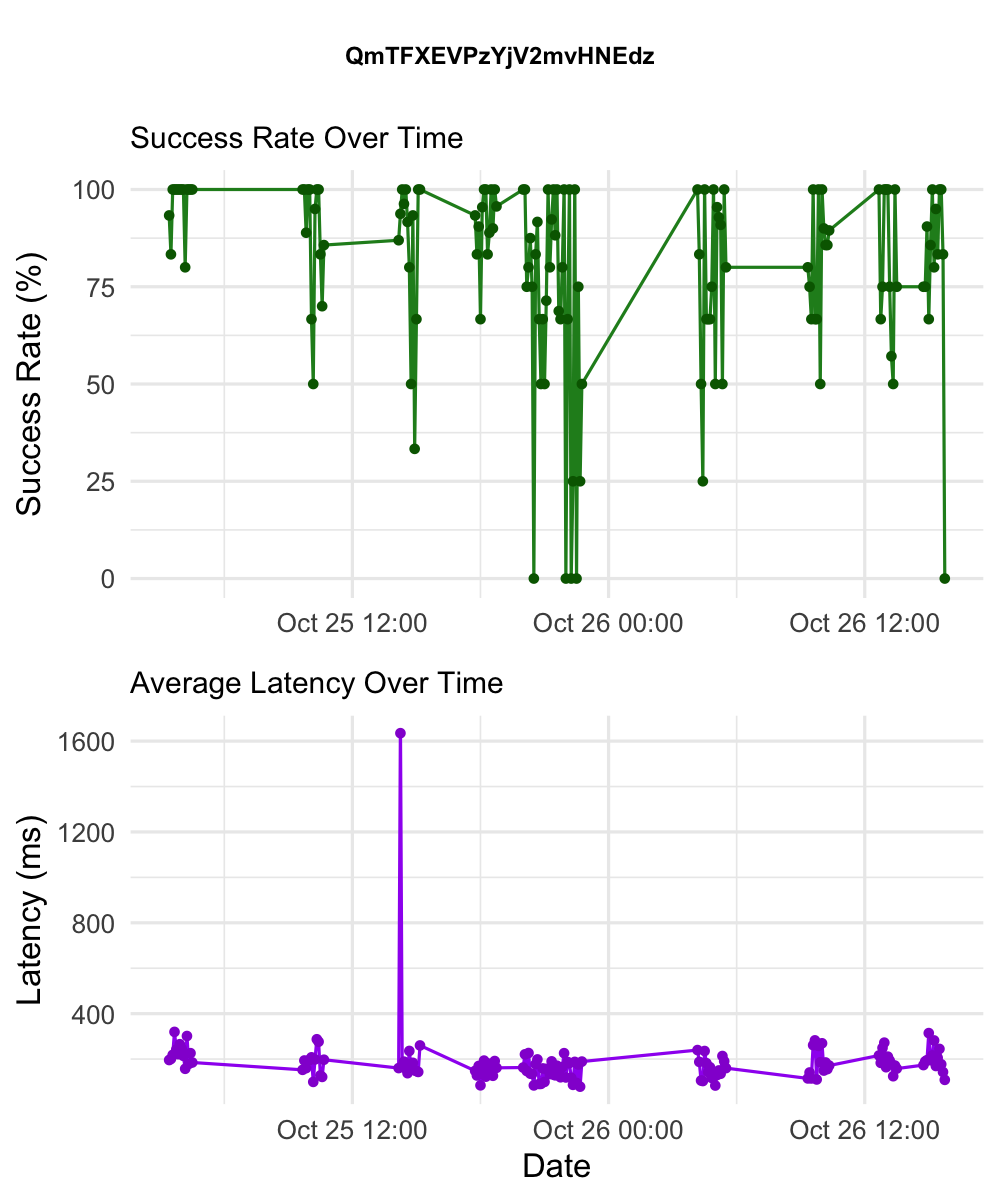 QmTFXEVPzYjV2mvHNEdz
Success Rate Over Time
Success Rate (%)
100
75
50
25
0
Oct 25 12:00 Oct 26 00:00 Oct 26 12:00
Average Latency Over Time
Latency (ms)
1600
1200
800
400
Oct 25 12:00 Oct 26 00:00 Oct 26 12:00
Date